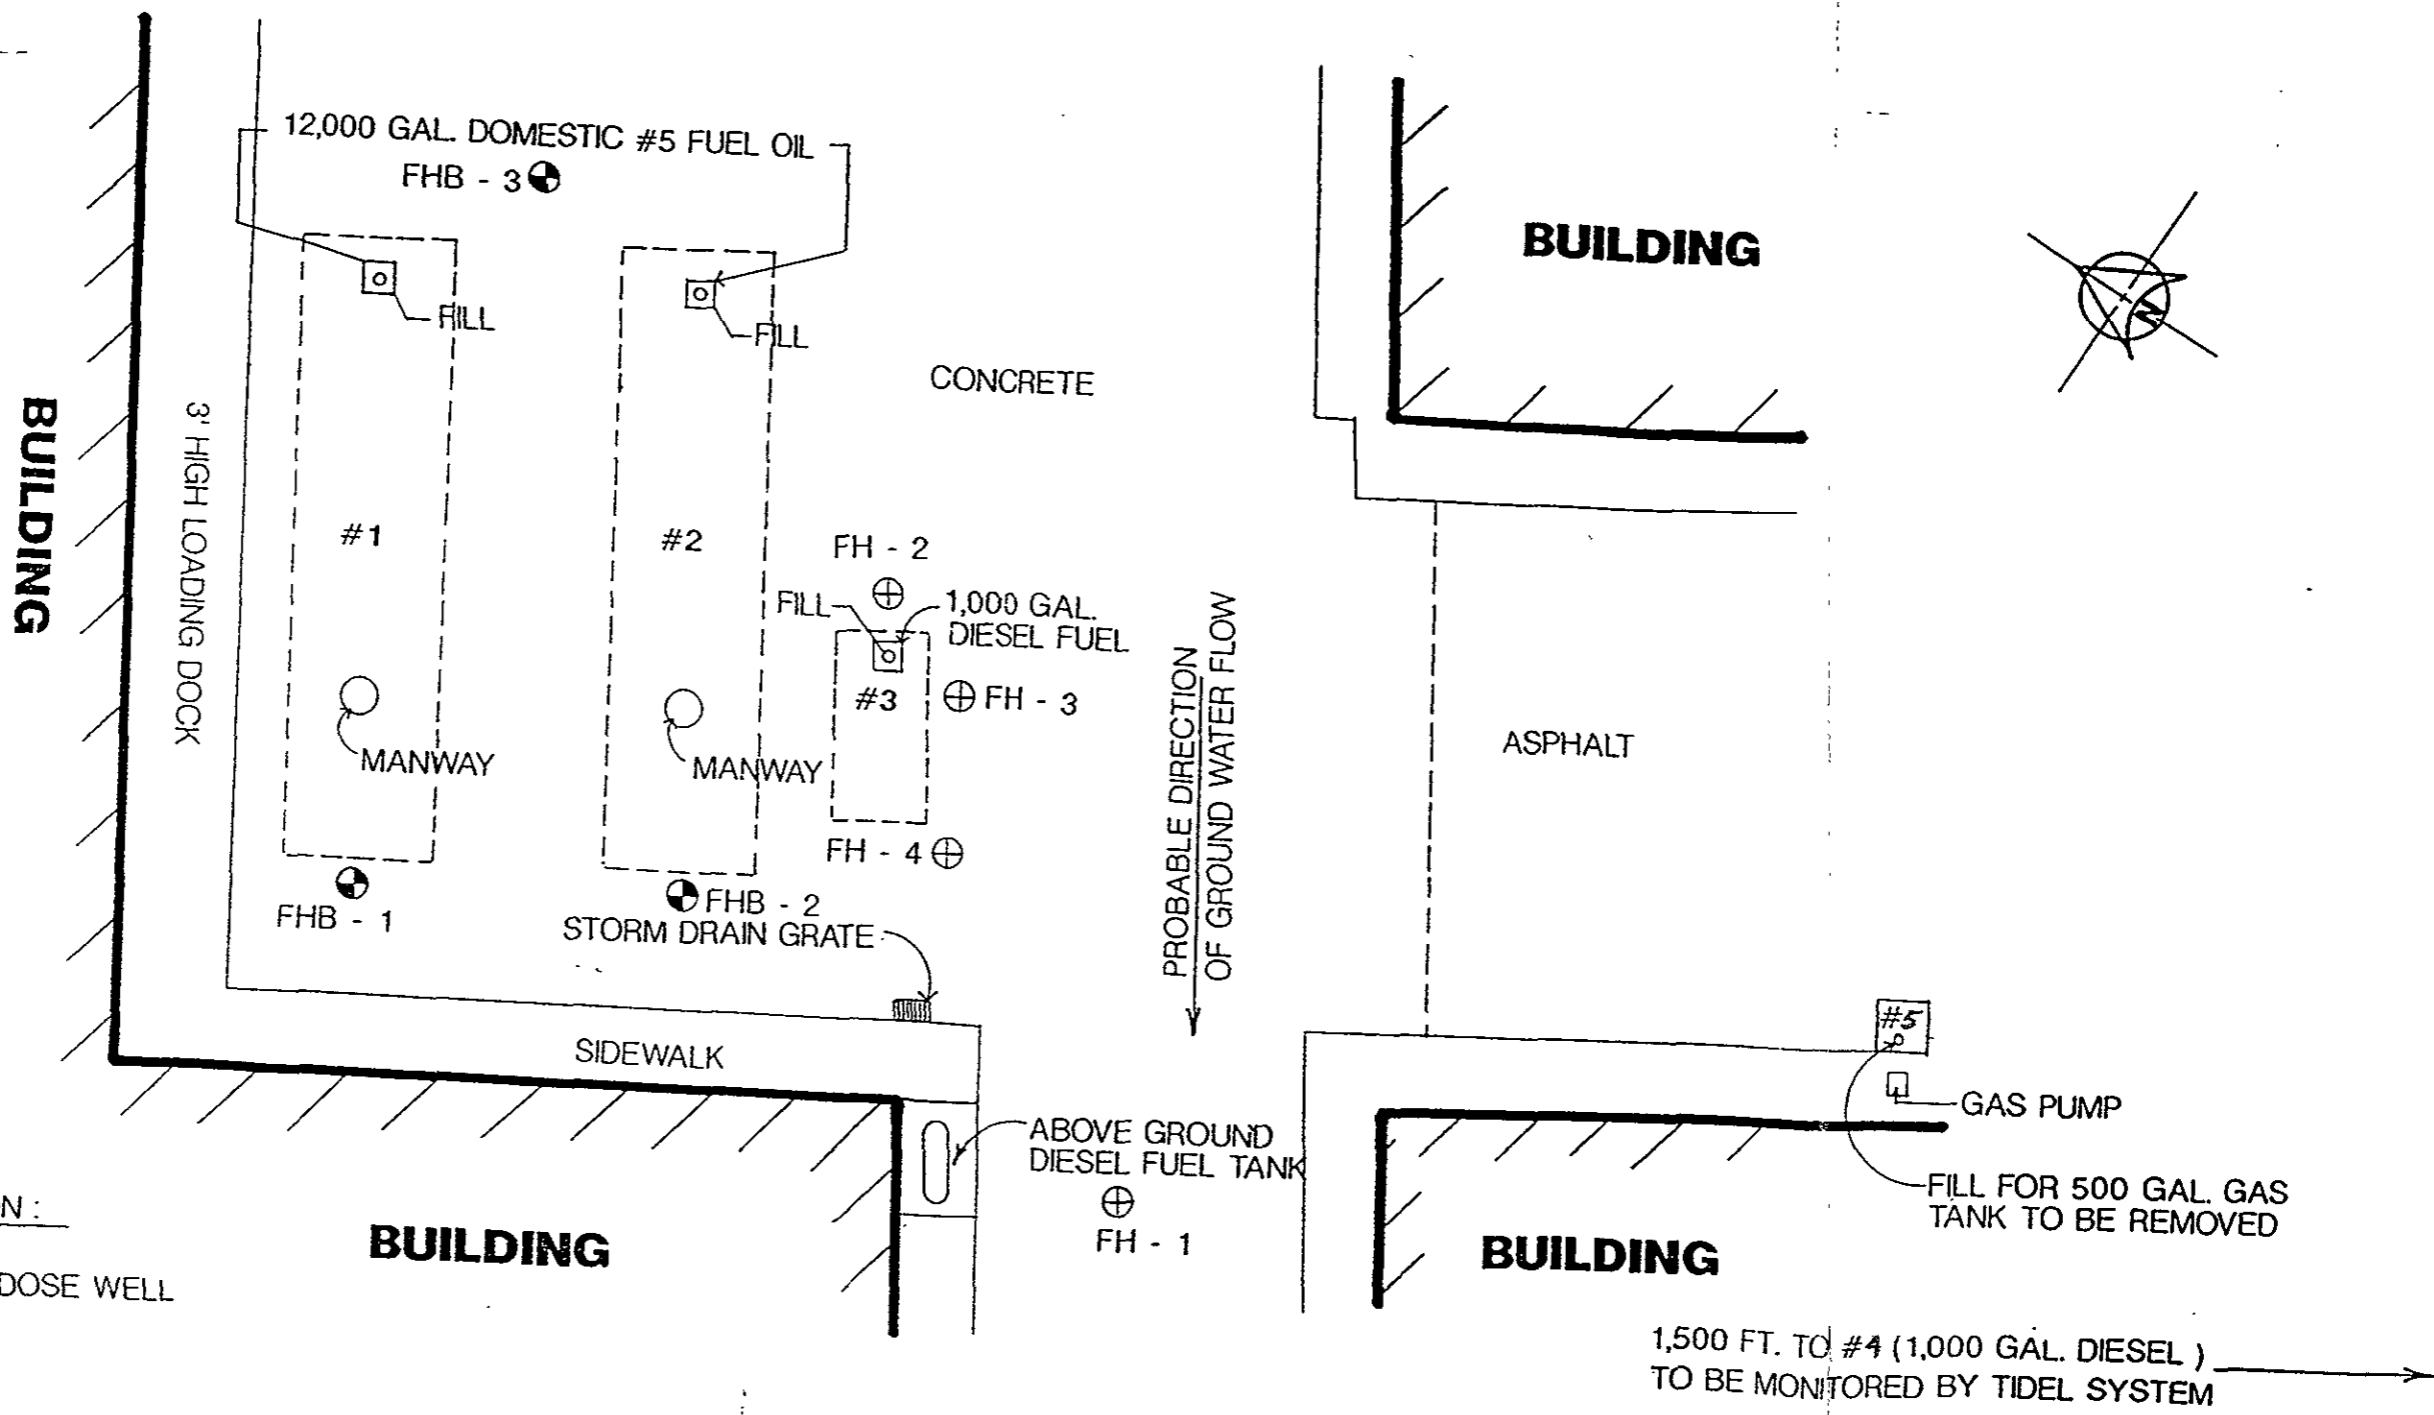 12,000 GAL. DOMESTIC #5 FUEL OIL
FHB - 3
FILL
FILL
BUILDING
CONCRETE
N
BUILDING
3' HIGH LOADING DOCK
#1
#2
FH - 2
FILL
1,000 GAL.
DIESEL FUEL
#3
FH - 3
MANWAY
MANWAY
PROBABLE DIRECTION
OF GROUND WATER FLOW
ASPHALT
FH - 4
FHB - 1
FHB - 2
STORM DRAIN GRATE
SIDEWALK
#5
GAS PUMP
ABOVE GROUND
DIESEL FUEL TANK
FH - 1
FILL FOR 500 GAL. GAS
TANK TO BE REMOVED
N :
BUILDING
BUILDING
DOSE WELL
1,500 FT. TO #4 (1,000 GAL. DIESEL )
TO BE MONITORED BY TIDEL SYSTEM